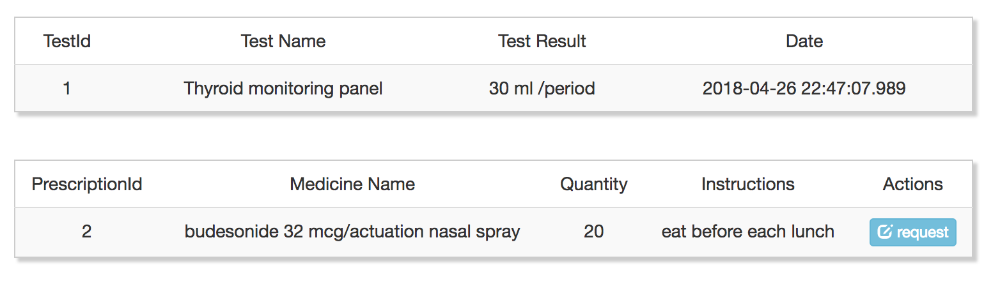 TestId Test Name Test Result Date
1 Thyroid monitoring panel 30 ml /period 2018-04-26 22:47:07.989
PrescriptionId Medicine Name Quantity Instructions Actions
2 budesonide 32 mcg/actuation nasal spray 20 eat before each lunch request